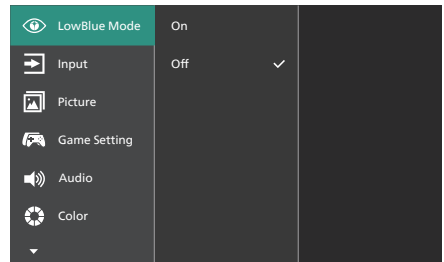 LowBlue Mode
On
Input
Off
Picture
Game Setting
Audio
Color